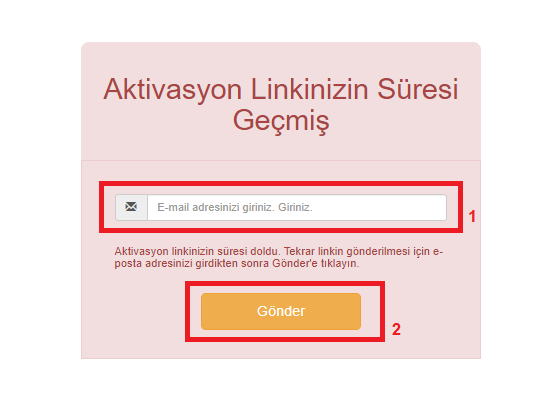 Aktivasyon Linkinizin Süresi
Geçmiş
E-mail adresinizi giriniz. Giriniz.
1
Aktivasyon linkinizin süresi doldu. Tekrar linkin gönderilmesi için e-
posta adresinizi girdikten sonra Gönder'e tıklayın.
Gönder
2